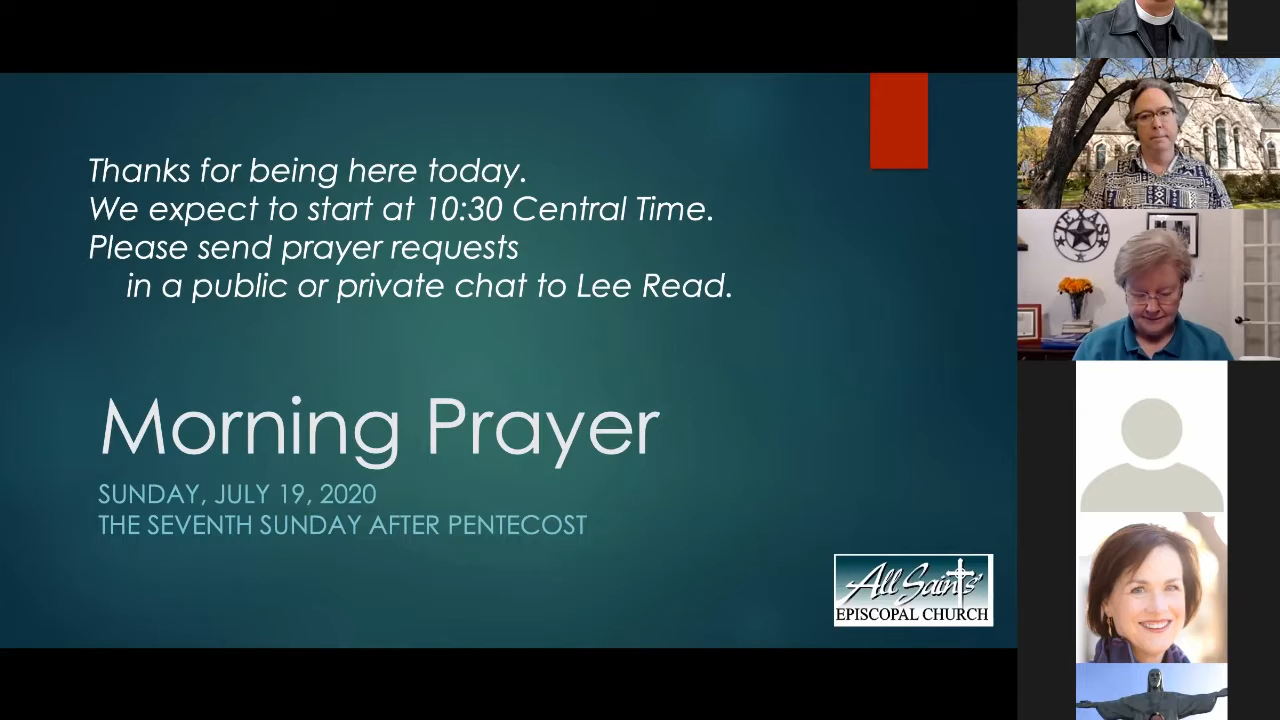 Thanks for being here today.
We expect to start at 10:30 Central Time.
Please send prayer requests
in a public or private chat to Lee Read.
Morning Prayer
SUNDAY, JULY 19, 2020
THE SEVENTH SUNDAY AFTER PENTECOST
All Saints'
EPISCOPAL CHURCH
TEXAS